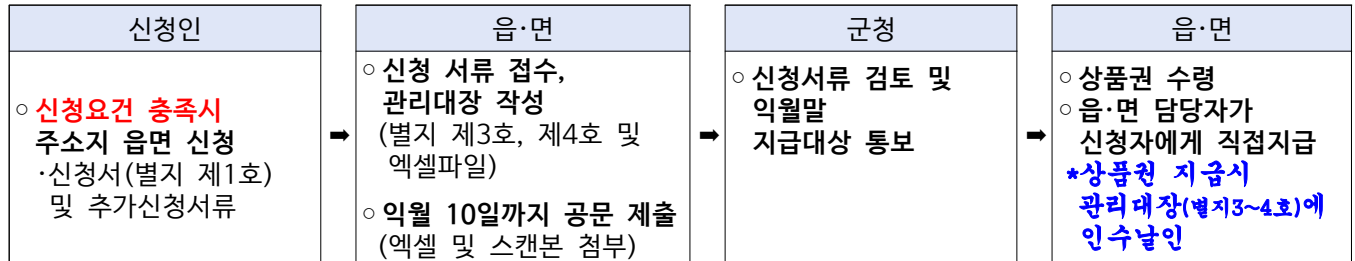 신청인
○ 신청요건 충족시
주소지 읍면 신청
·신청서(별지 제1호)
및 추가신청서류
➡
읍·면
○ 신청 서류 접수,
관리대장 작성
(별지 제3호, 제4호 및
엑셀파일)
○ 익월 10일까지 공문 제출
(엑셀 및 스캔본 첨부)
➡
군청
○ 신청서류 검토 및
익월말
지급대상 통보
➡
읍·면
○ 상품권 수령
○ 읍·면 담당자가
신청자에게 직접지급
*상품권 지급시
관리대장(별지3~4호)에
인수날인